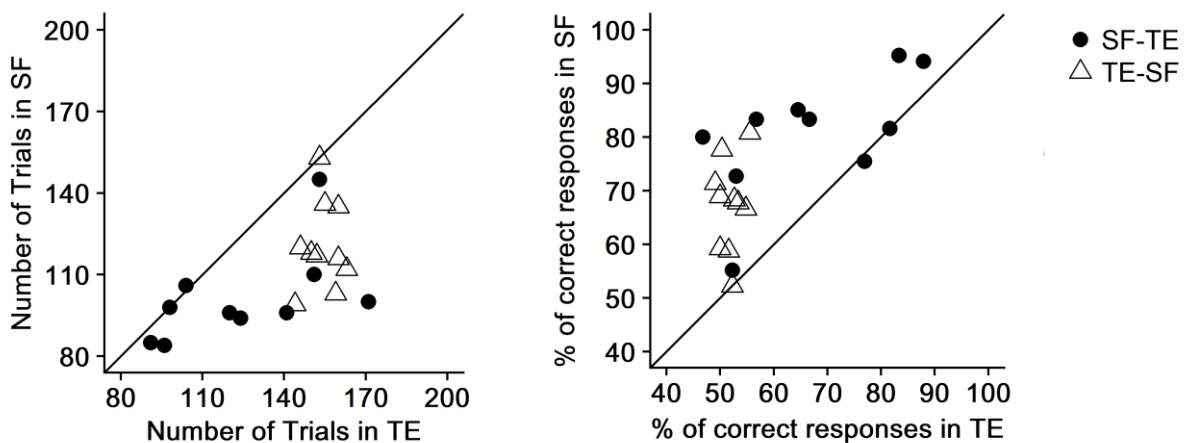 200
170
140
110
80
80 110 140 170 200
Number of Trials in SF
Number of Trials in TE
100
90
80
70
60
50
40
40 50 60 70 80 90 100
% of correct responses in SF
% of correct responses in TE
SF-TE
TE-SF